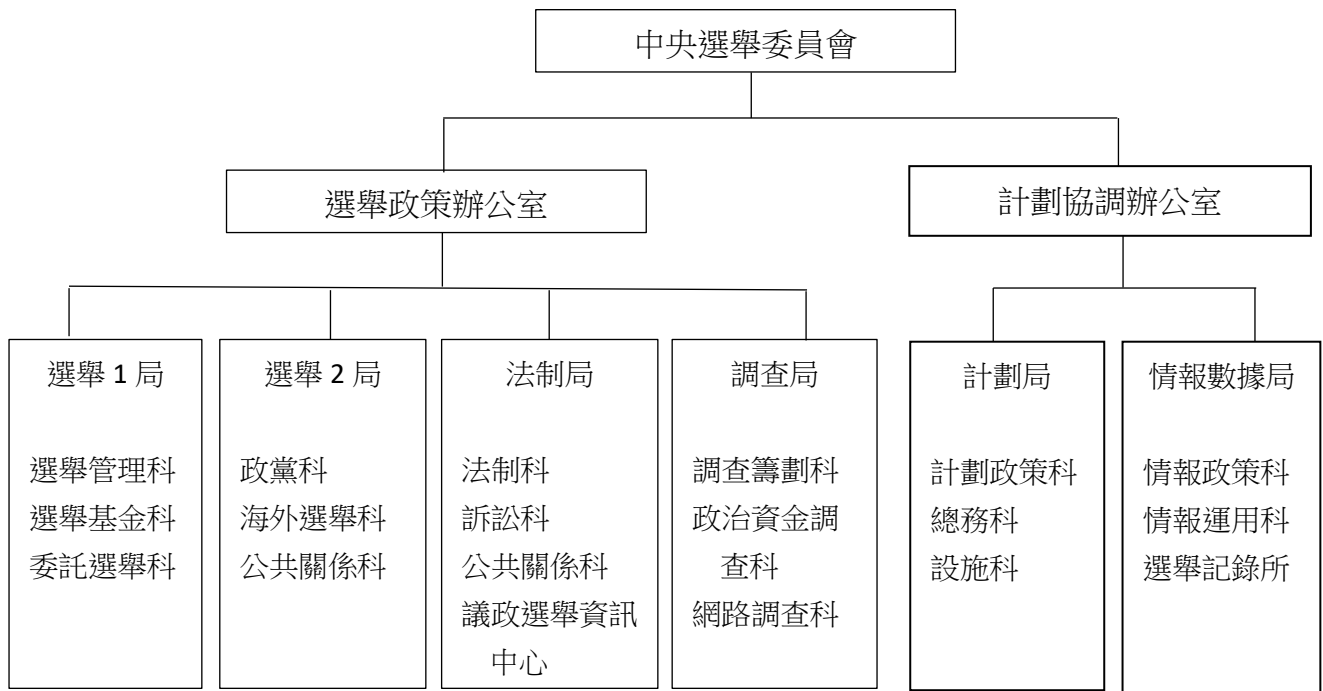 中央選舉委員會
選舉政策辦公室
計劃協調辦公室
選舉 1 局
選舉管理科
選舉基金科
委託選舉科
選舉 2 局
政黨科
海外選舉科
公共關係科
法制局
法制科
訴訟科
公共關係科
議政選舉資訊
中心
調查局
調查籌劃科
政治資金調
查科
網路調查科
計劃局
計劃政策科
總務科
設施科
情報數據局
情報政策科
情報運用科
選舉記錄所